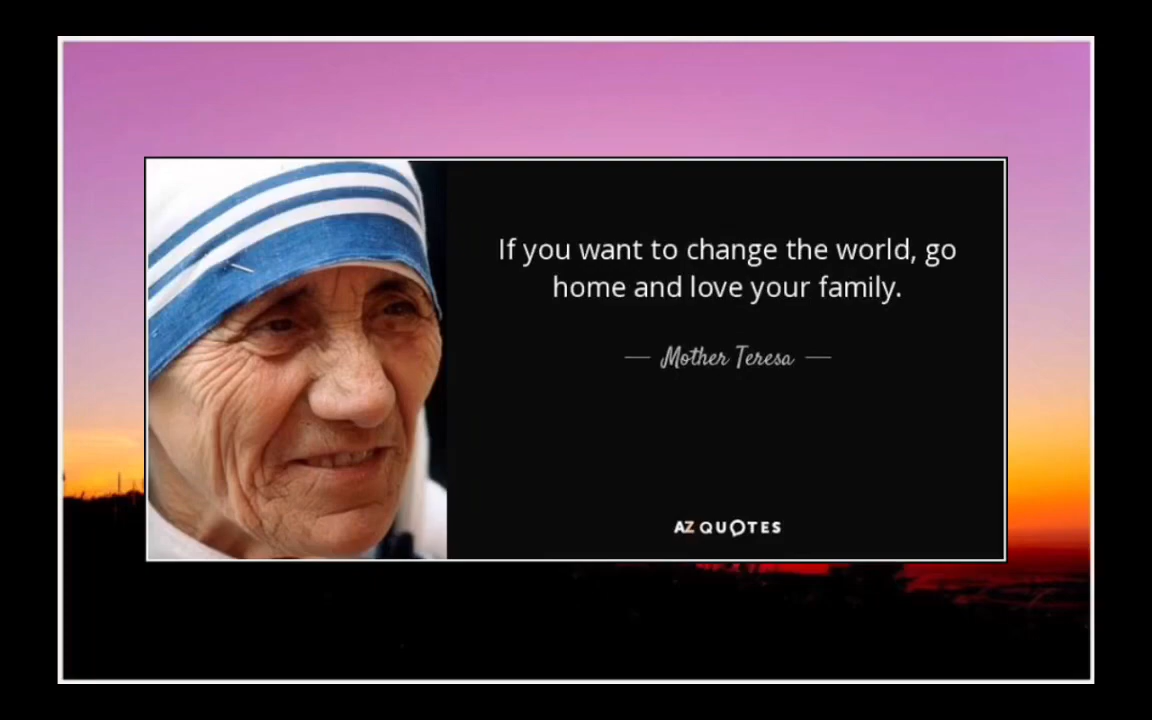 If you want to change the world, go
home and love your family.
— Mother Teresa —
AZ QUOTES